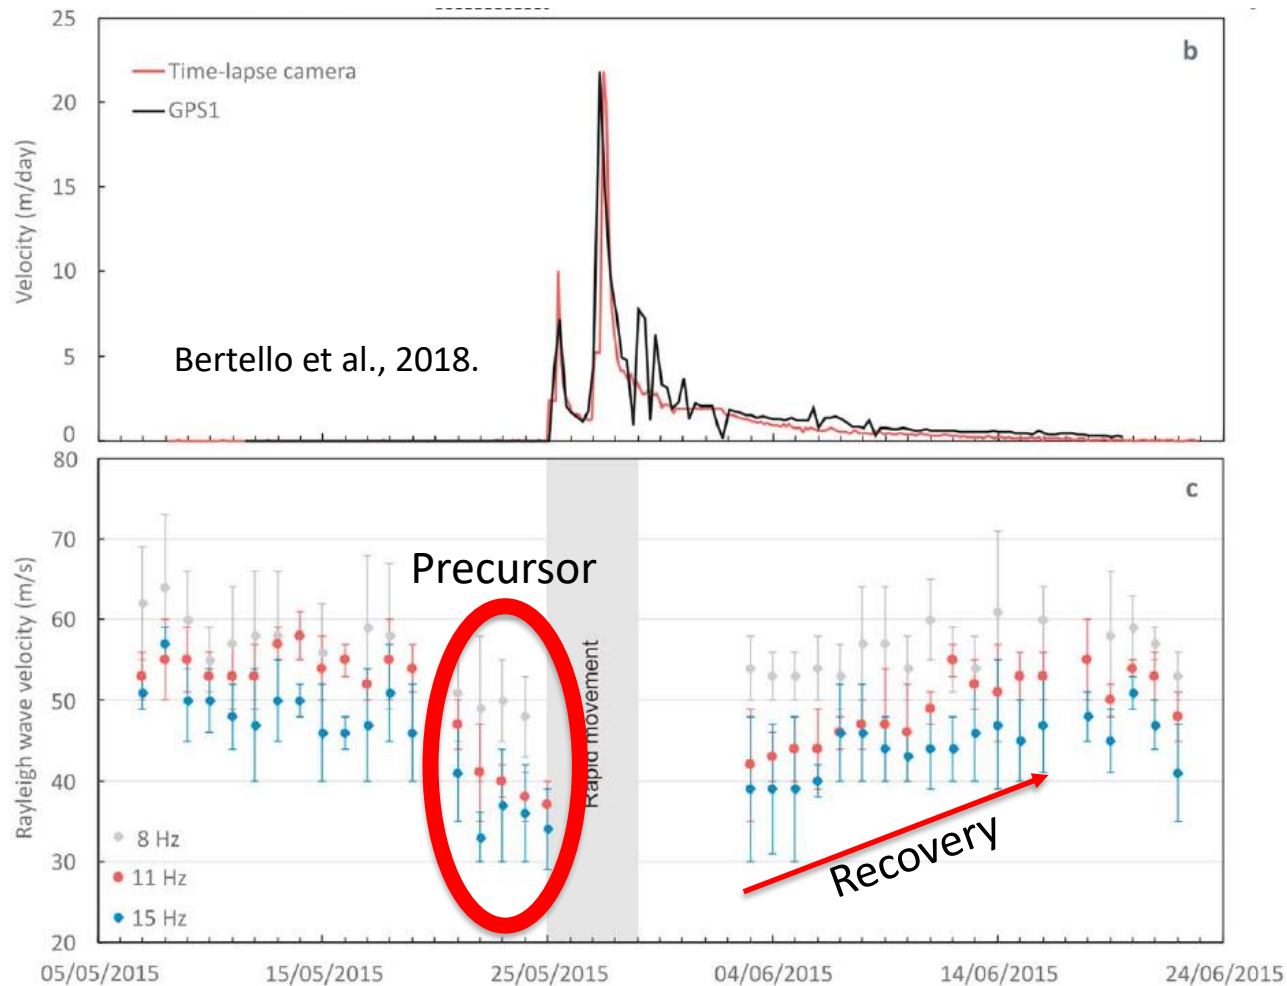 25
20
15
10
5
0
Velocity (m/day)
b
Time-lapse camera
GPS1
Bertello et al., 2018.
80
70
60
50
40
30
20
Rayleigh wave velocity (m/s)
c
Precursor
Rapid movement
Recovery
8 Hz
11 Hz
15 Hz
05/05/2015 15/05/2015 25/05/2015 04/06/2015 14/06/2015 24/06/2015